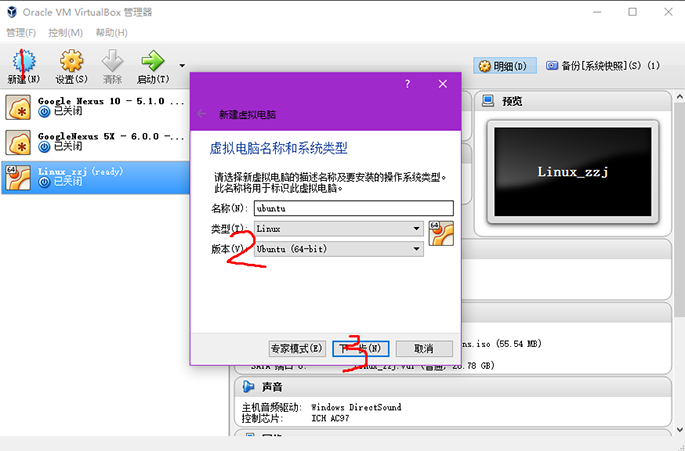 Oracle VM VirtualBox 管理器
管理(F) 控制(M) 帮助(H)
新建(N) 设置(S) 清除 启动(T) 明细(D) 备份[系统快照](S) (1)
1
Google Nexus 10 - 5.1.0 ...
已关闭
GoogleNexus 5X - 6.0.0 -...
已关闭
64
Linux_zzj (ready)
已关闭
预览
Linux_zzj
?
新建虚拟电脑
虚拟电脑名称和系统类型
请选择新虚拟电脑的描述名称及要安装的操作系统类型。
此名称将用于标识此虚拟电脑。
名称(N): ubuntu
类型(T): Linux
64
2
版本(V): Ubuntu (64-bit)
专家模式(E) 下一步(N) 取消
3
ns.iso (55.54 MB)
SATA 端口 0: Linux_zzj.vdi (普通, 20.78 GB)
声音
主机音频驱动: Windows DirectSound
控制芯片: ICH AC97